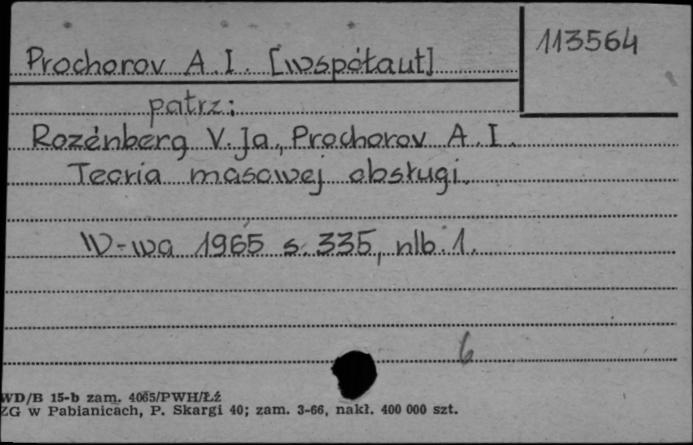 113564
Prochorov A.I. [współaut]
patrz:
Rozénbérg V.Ja, Prochorov A.I.
Teoria masowej obsługi.
W-wa 1965 s. 335, nlb. 1.
6
WD/B 15-b zam. 4065/PWH/Łź
ZG w Pabianicach, P. Skargi 40; zam. 3-66, nakł. 400 000 szt.